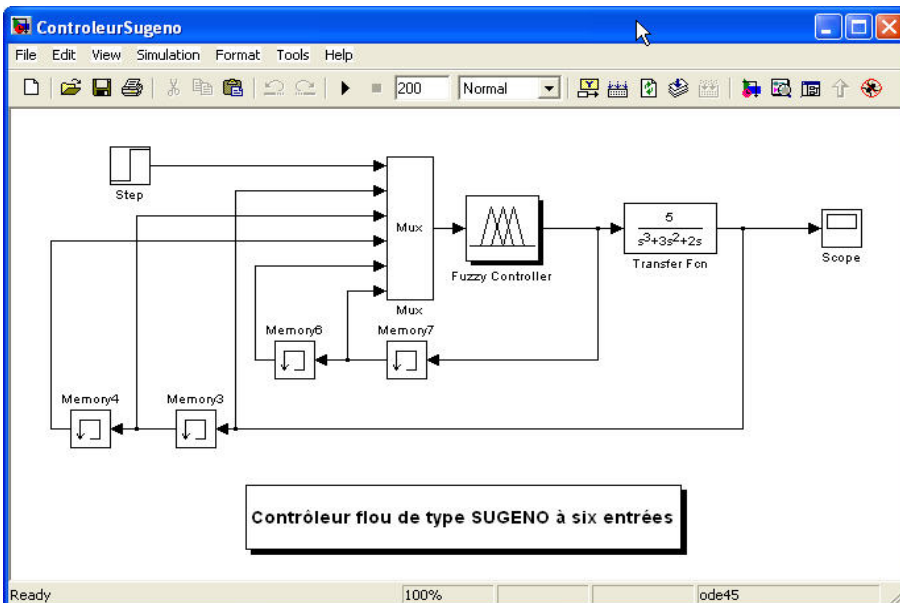 ControleurSugeno
File Edit View Simulation Format Tools Help
200 Normal
Step
Mux
Mux
Fuzzy Controller
5
s³+3s²+2s
Transfer Fcn
Scope
Memory6
Memory7
Memory4
Memory3
Contrôleur flou de type SUGENO à six entrées
Ready 100% ode45